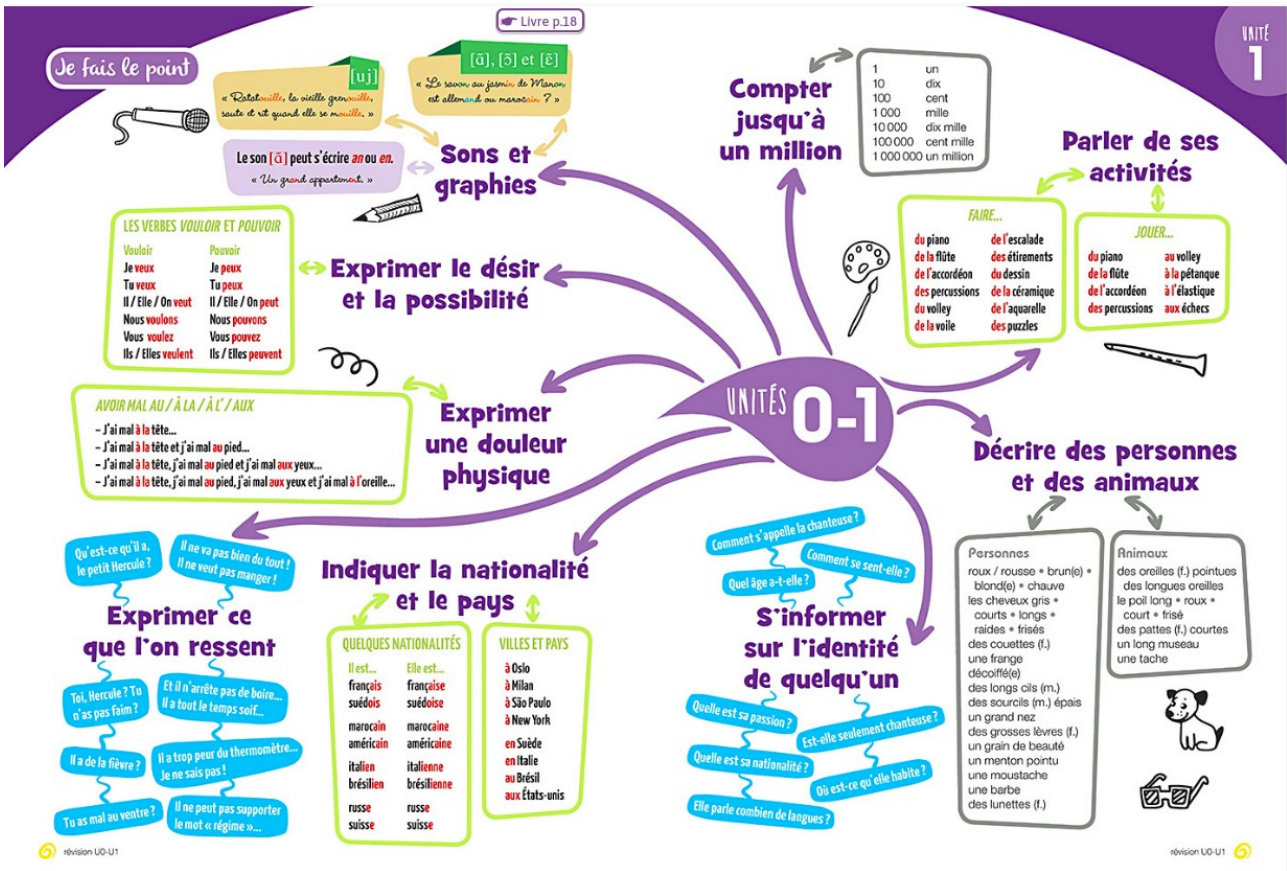 Livre p.18
UNITÉ
1
Je fais le point
[uj]
« Ratatouille, la vieille grenouille,
saute et rit quand elle se mouille. »
[ɑ̃], [ɔ̃] et [ɛ̃]
« Le savon au jasmin de Manon
est allemand ou marocain ? »
Le son [ɑ̃] peut s'écrire an ou en.
« Un grand appartement. »
Sons et
graphies
Compter
jusqu'à
un million
1 un
10 dix
100 cent
1 000 mille
10 000 dix mille
100 000 cent mille
1 000 000 un million
Parler de ses
activités
FAIRE...
du piano
de la flûte
de l'accordéon
des percussions
du volley
de la voile
de l'escalade
des étirements
du dessin
de la céramique
de l'aquarelle
des puzzles
JOUER...
du piano
de la flûte
de l'accordéon
des percussions
au volley
à la pétanque
à l'élastique
aux échecs
LES VERBES VOULOIR ET POUVOIR
Vouloir
Je veux
Tu veux
Il / Elle / On veut
Nous voulons
Vous voulez
Ils / Elles veulent
Pouvoir
Je peux
Tu peux
Il / Elle / On peut
Nous pouvons
Vous pouvez
Ils / Elles peuvent
Exprimer le désir
et la possibilité
AVOIR MAL AU / À LA / À L' / AUX
– J'ai mal à la tête...
– J'ai mal à la tête et j'ai mal au pied...
– J'ai mal à la tête, j'ai mal au pied et j'ai mal aux yeux...
– J'ai mal à la tête, j'ai mal au pied, j'ai mal aux yeux et j'ai mal à l'oreille...
Exprimer
une douleur
physique
UNITÉS 0-1
Décrire des personnes
et des animaux
Personnes
roux / rousse • brun(e) •
blond(e) • chauve
les cheveux gris •
courts • longs •
raides • frisés
des couettes (f.)
une frange
décoiffé(e)
des longs cils (m.)
des sourcils (m.) épais
un grand nez
des grosses lèvres (f.)
un grain de beauté
un menton pointu
une moustache
une barbe
des lunettes (f.)
Animaux
des oreilles (f.) pointues
des longues oreilles
le poil long • roux •
court • frisé
des pattes (f.) courtes
un long museau
une tache
Qu'est-ce qu'il a,
le petit Hercule ?
Il ne va pas bien du tout !
Il ne veut pas manger !
Exprimer ce
que l'on ressent
Toi, Hercule ? Tu
n'as pas faim ?
Et il n'arrête pas de boire...
Il a tout le temps soif...
Il a de la fièvre ?
Il a trop peur du thermomètre...
Je ne sais pas !
Tu as mal au ventre ?
Il ne peut pas supporter
le mot « régime »...
Indiquer la nationalité
et le pays
QUELQUES NATIONALITÉS
Il est...
français
suédois
marocain
américain
italien
brésilien
russe
suisse
Elle est...
française
suédoise
marocaine
américaine
italienne
brésilienne
russe
suisse
VILLES ET PAYS
à Oslo
à Milan
à São Paulo
à New York
en Suède
en Italie
au Brésil
aux États-unis
Comment s'appelle la chanteuse ?
Comment se sent-elle ?
Quel âge a-t-elle ?
S'informer
sur l'identité
de quelqu'un
Quelle est sa passion ?
Est-elle seulement chanteuse ?
Quelle est sa nationalité ?
Où est-ce qu'elle habite ?
Elle parle combien de langues ?
révision U0-U1
révision U0-U1